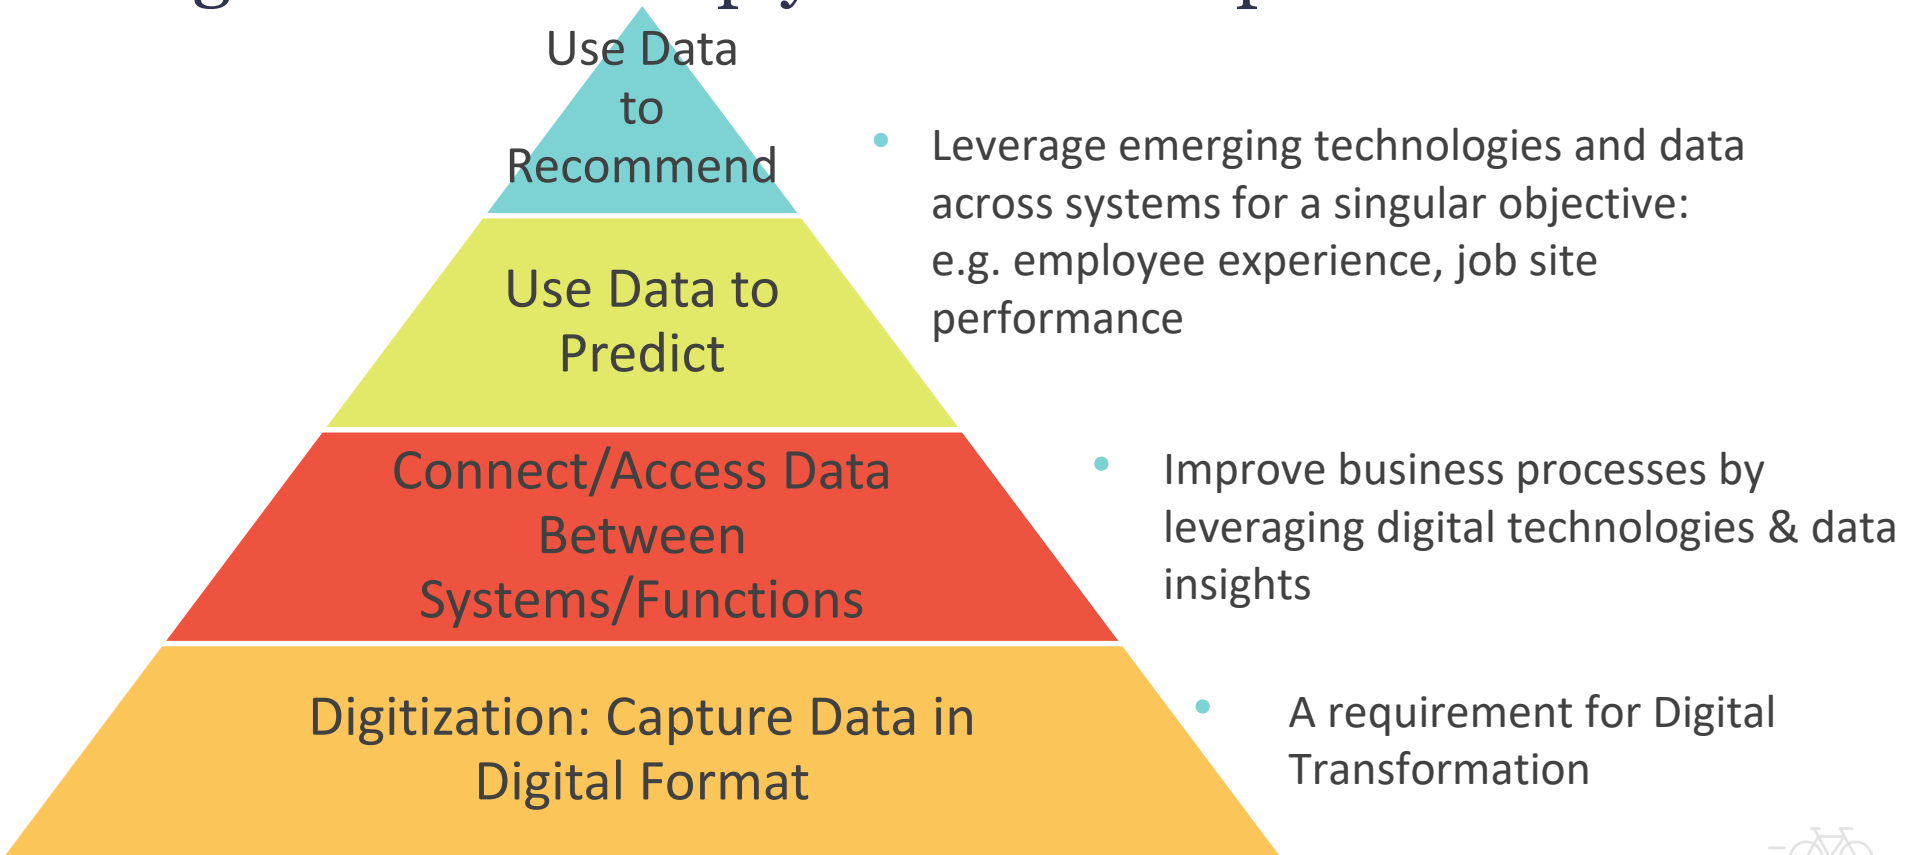 Use Data
to
Recommend
• Leverage emerging technologies and data
across systems for a singular objective:
e.g. employee experience, job site
performance
Use Data to
Predict
Connect/Access Data
Between
Systems/Functions
• Improve business processes by
leveraging digital technologies & data
insights
Digitization: Capture Data in
Digital Format
• A requirement for Digital
Transformation